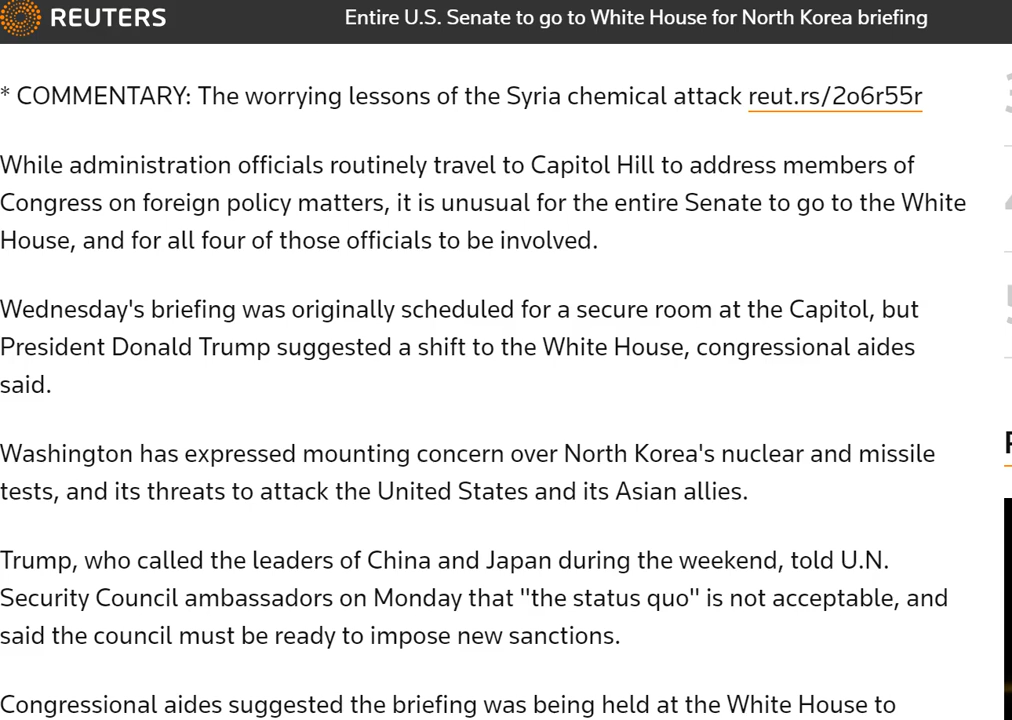 REUTERS
Entire U.S. Senate to go to White House for North Korea briefing
* COMMENTARY: The worrying lessons of the Syria chemical attack reut.rs/2o6r55r
While administration officials routinely travel to Capitol Hill to address members of
Congress on foreign policy matters, it is unusual for the entire Senate to go to the White
House, and for all four of those officials to be involved.
Wednesday's briefing was originally scheduled for a secure room at the Capitol, but
President Donald Trump suggested a shift to the White House, congressional aides
said.
Washington has expressed mounting concern over North Korea's nuclear and missile
tests, and its threats to attack the United States and its Asian allies.
Trump, who called the leaders of China and Japan during the weekend, told U.N.
Security Council ambassadors on Monday that "the status quo" is not acceptable, and
said the council must be ready to impose new sanctions.
Congressional aides suggested the briefing was being held at the White House to